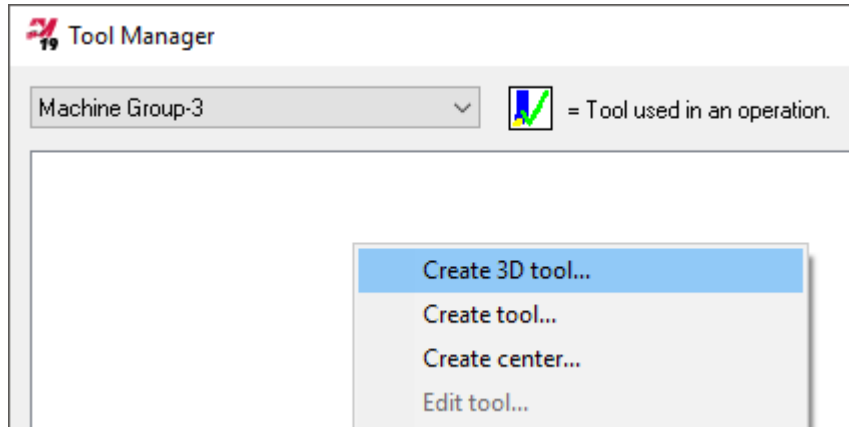 19 Tool Manager
Machine Group-3
= Tool used in an operation.
Create 3D tool...
Create tool...
Create center...
Edit tool...